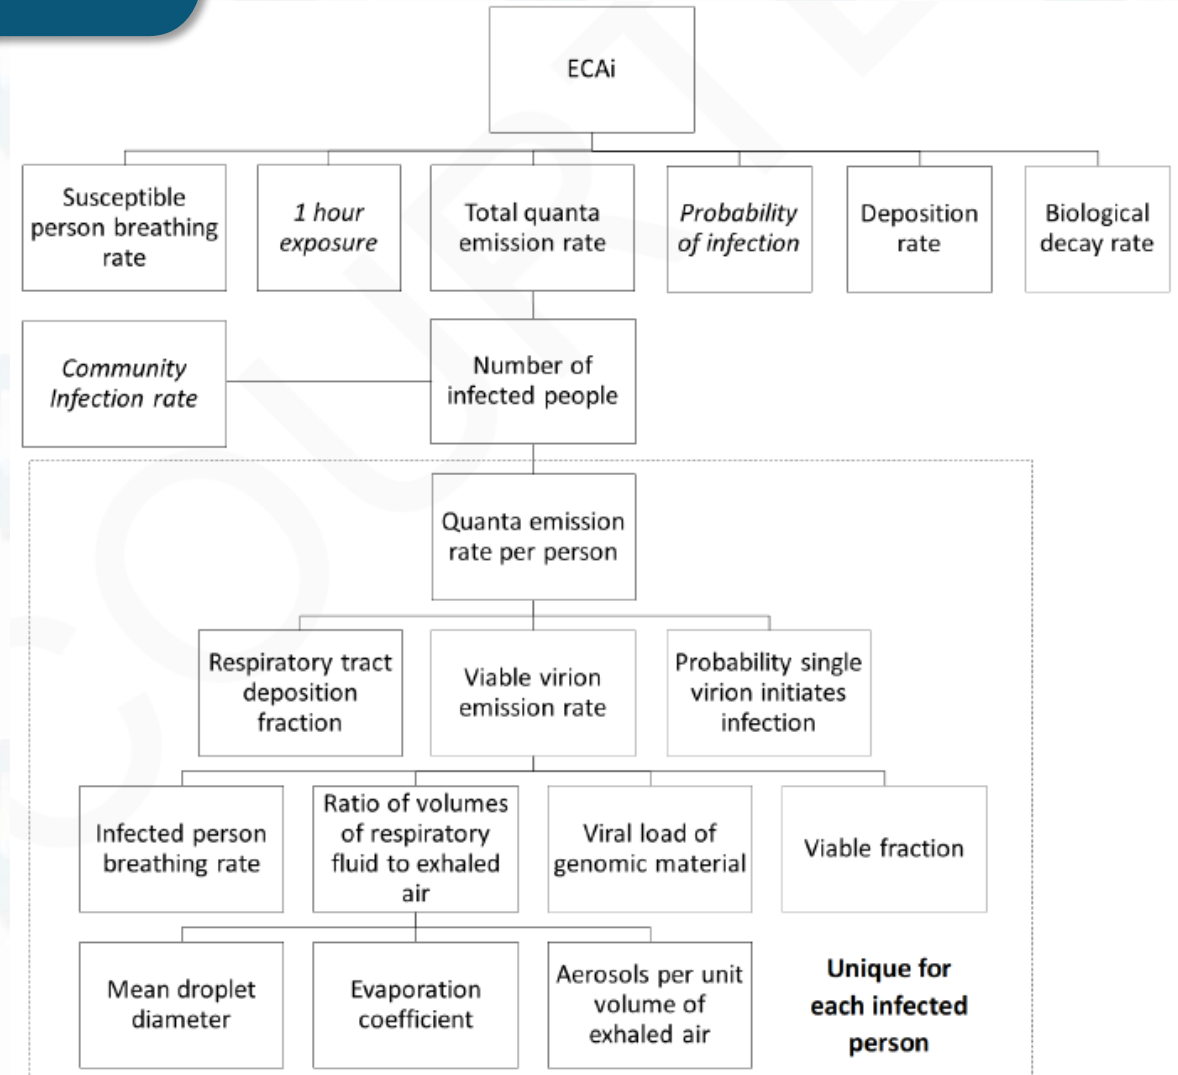 ECAi
Susceptible
person breathing
rate
1 hour
exposure
Total quanta
emission rate
Probability
of infection
Deposition
rate
Biological
decay rate
Community
Infection rate
Number of
infected people
Quanta emission
rate per person
Respiratory tract
deposition
fraction
Viable virion
emission rate
Probability single
virion initiates
infection
Infected person
breathing rate
Ratio of volumes
of respiratory
fluid to exhaled
air
Viral load of
genomic material
Viable fraction
Mean droplet
diameter
Evaporation
coefficient
Aerosols per unit
volume of
exhaled air
Unique for
each infected
person